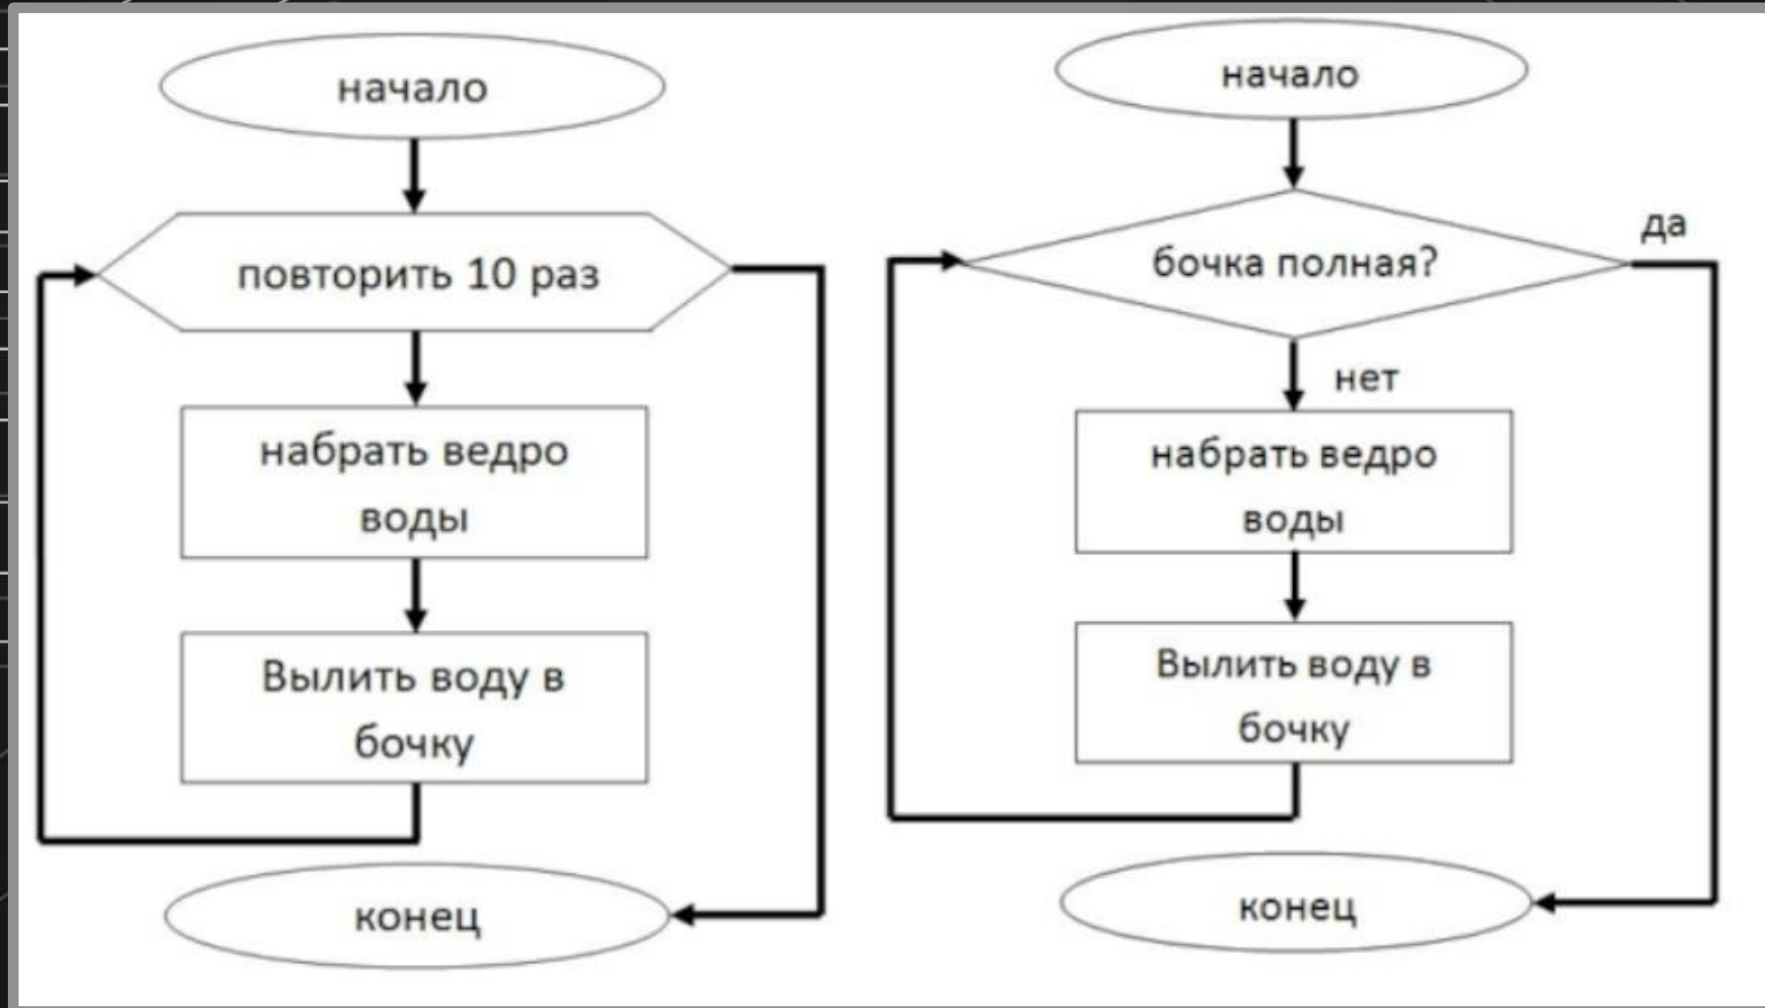 начало
повторить 10 раз
набрать ведро
воды
Вылить воду в
бочку
конец
начало
бочка полная?
да
нет
набрать ведро
воды
Вылить воду в
бочку
конец